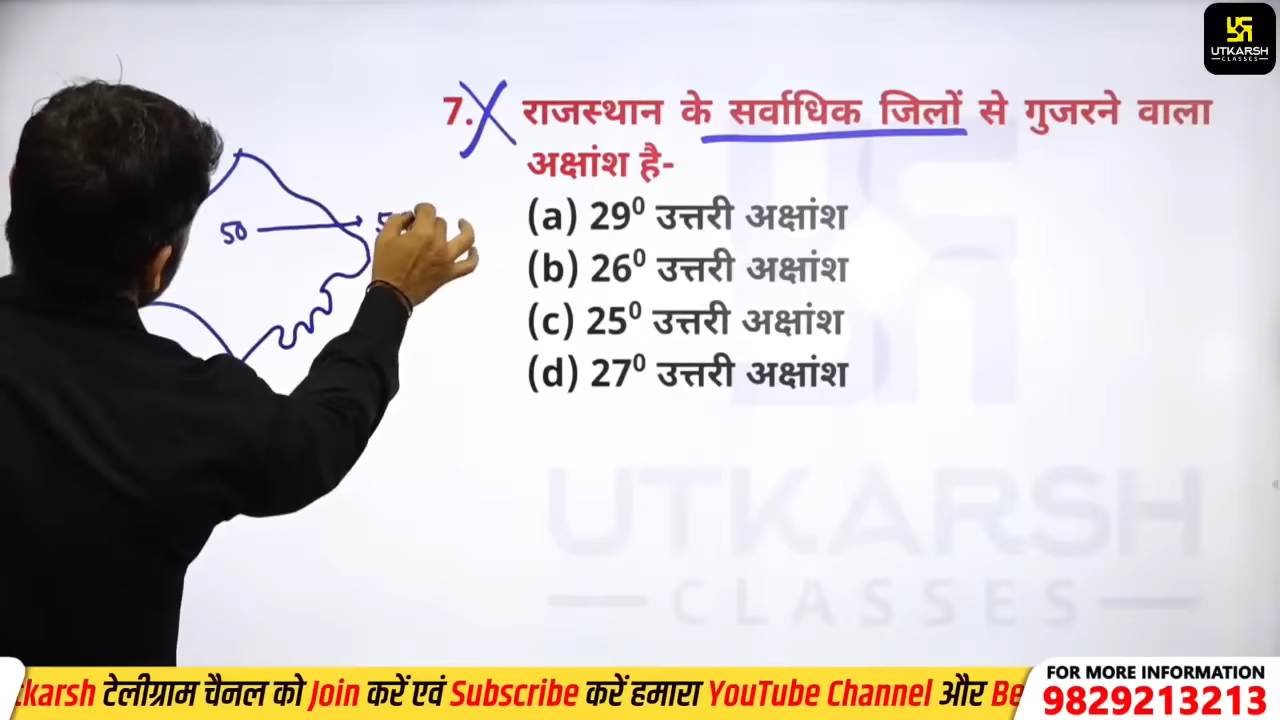 UTKARSH
CLASSES
7. राजस्थान के सर्वाधिक जिलों से गुजरने वाला
अक्षांश है-
(a) 29⁰ उत्तरी अक्षांश
(b) 26⁰ उत्तरी अक्षांश
(c) 25⁰ उत्तरी अक्षांश
(d) 27⁰ उत्तरी अक्षांश
50
UTKARSH
CLASSES
टेलीग्राम चैनल को Join करें एवं Subscribe करें हमारा YouTube Channel और
FOR MORE INFORMATION
9829213213